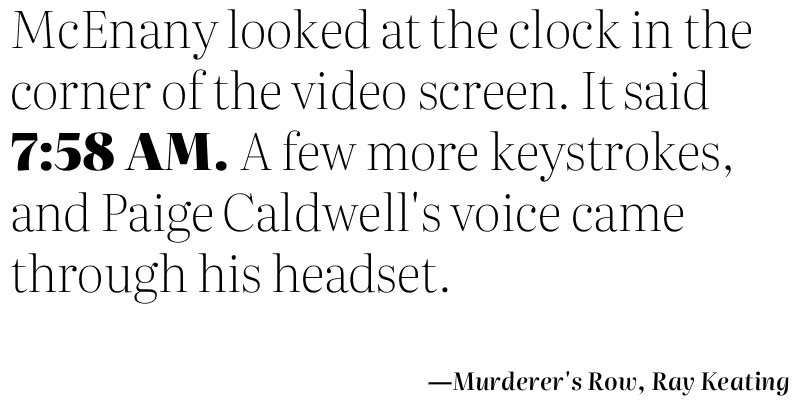 McEnany looked at the clock in the
corner of the video screen. It said
7:58 AM. A few more keystrokes,
and Paige Caldwell's voice came
through his headset.
—Murderer's Row, Ray Keating